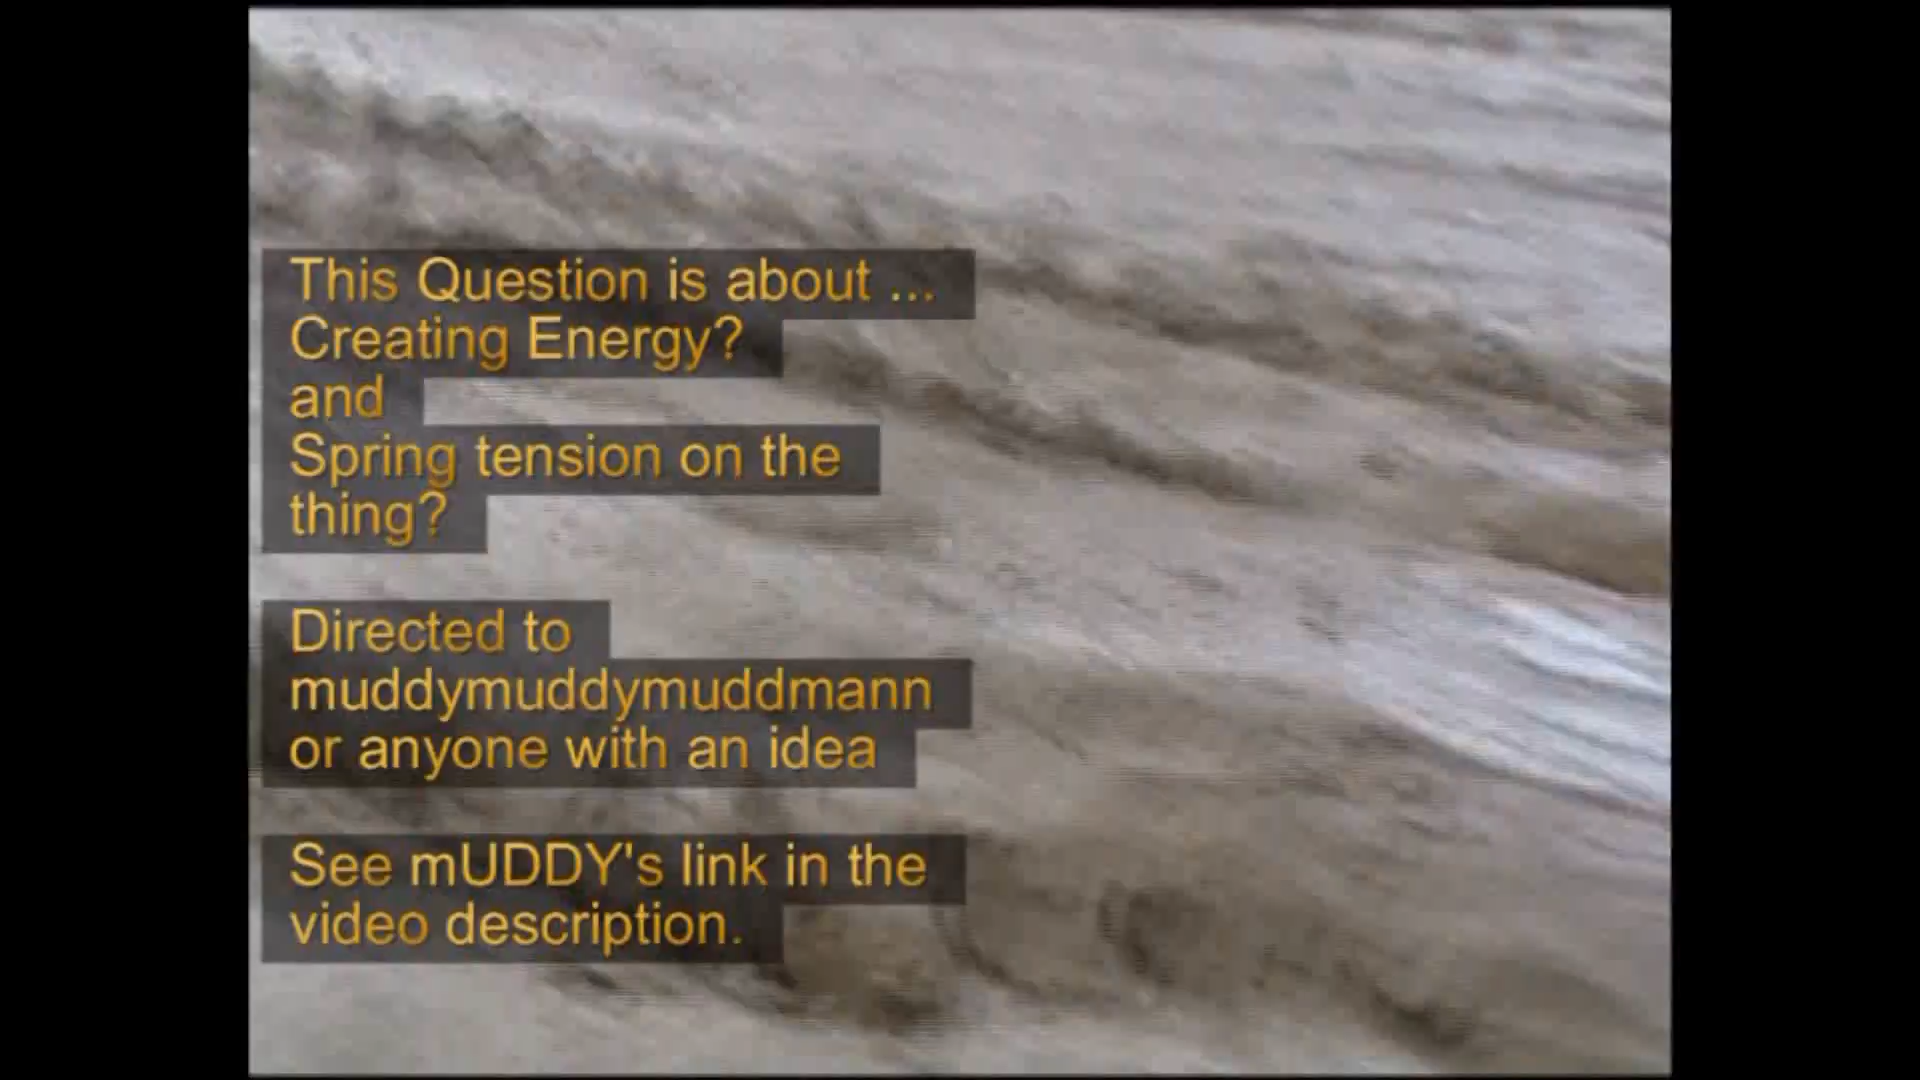 This Question is about ...
Creating Energy?
and
Spring tension on the
thing?
Directed to
muddymuddymuddmann
or anyone with an idea
See mUDDY's link in the
video description.